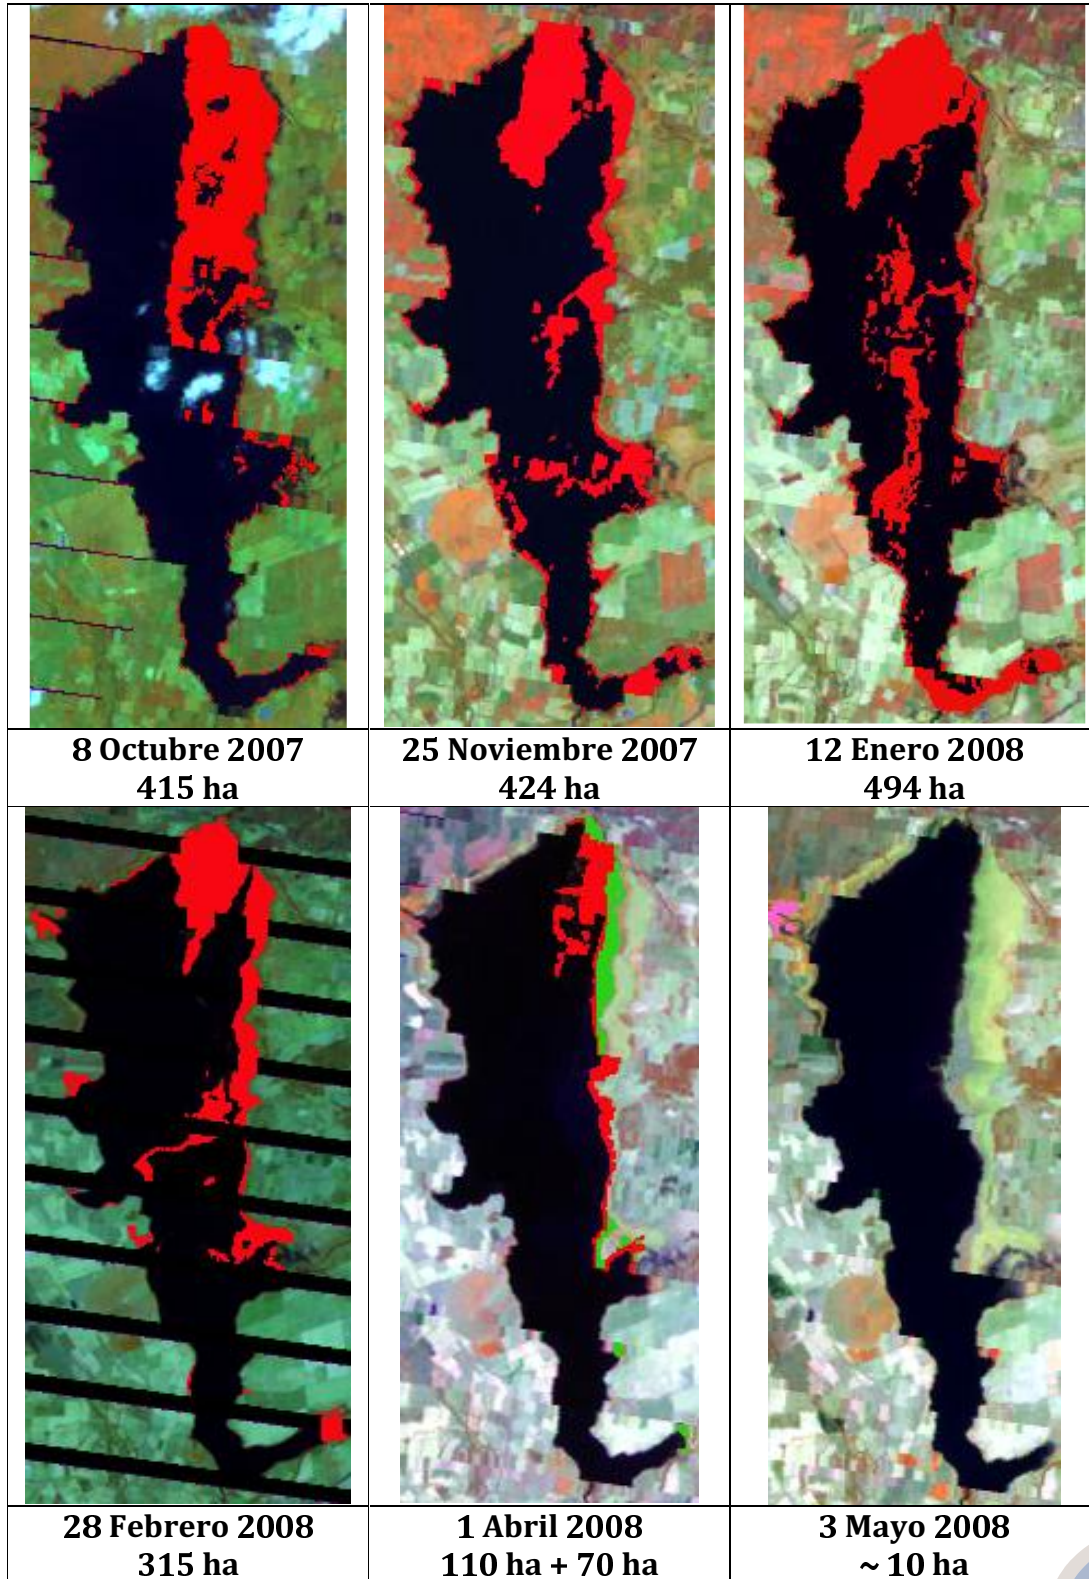 8 Octubre 2007
415 ha
25 Noviembre 2007
424 ha
12 Enero 2008
494 ha
28 Febrero 2008
315 ha
1 Abril 2008
110 ha + 70 ha
3 Mayo 2008
~ 10 ha